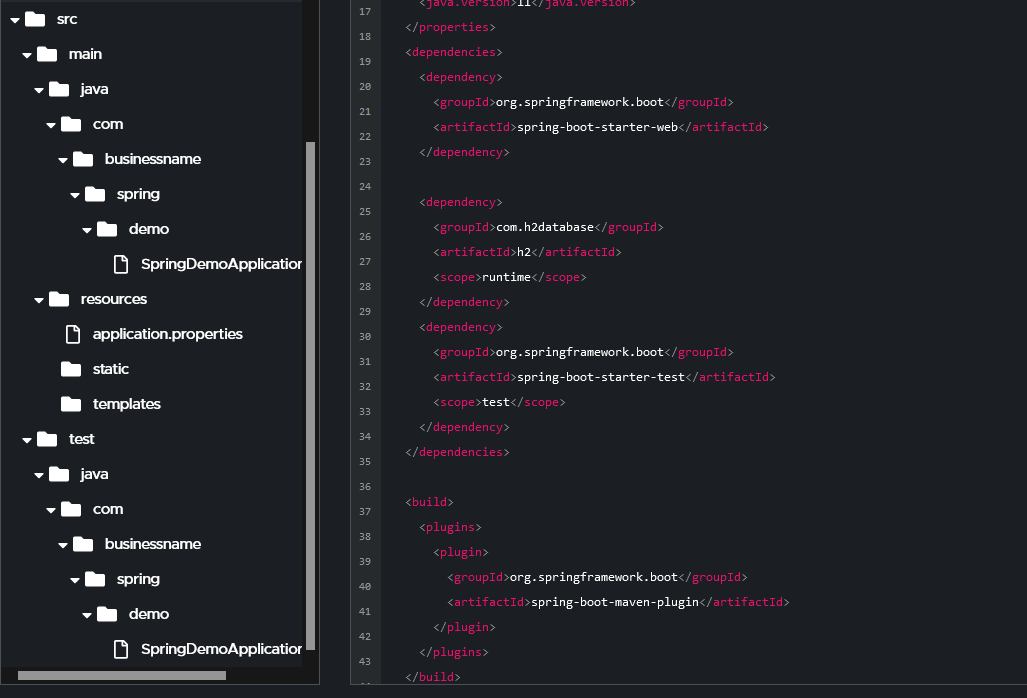 src
main
java
com
businessname
spring
demo
SpringDemoApplication
resources
application.properties
static
templates
test
java
com
businessname
spring
demo
SpringDemoApplication
17 <java.version>11</java.version>
18 </properties>
19 <dependencies>
20 <dependency>
21 <groupId>org.springframework.boot</groupId>
22 <artifactId>spring-boot-starter-web</artifactId>
23 </dependency>
24
25 <dependency>
26 <groupId>com.h2database</groupId>
27 <artifactId>h2</artifactId>
28 <scope>runtime</scope>
29 </dependency>
30 <dependency>
31 <groupId>org.springframework.boot</groupId>
32 <artifactId>spring-boot-starter-test</artifactId>
33 <scope>test</scope>
34 </dependency>
35 </dependencies>
36
37 <build>
38 <plugins>
39 <plugin>
40 <groupId>org.springframework.boot</groupId>
41 <artifactId>spring-boot-maven-plugin</artifactId>
42 </plugin>
43 </plugins>
</build>